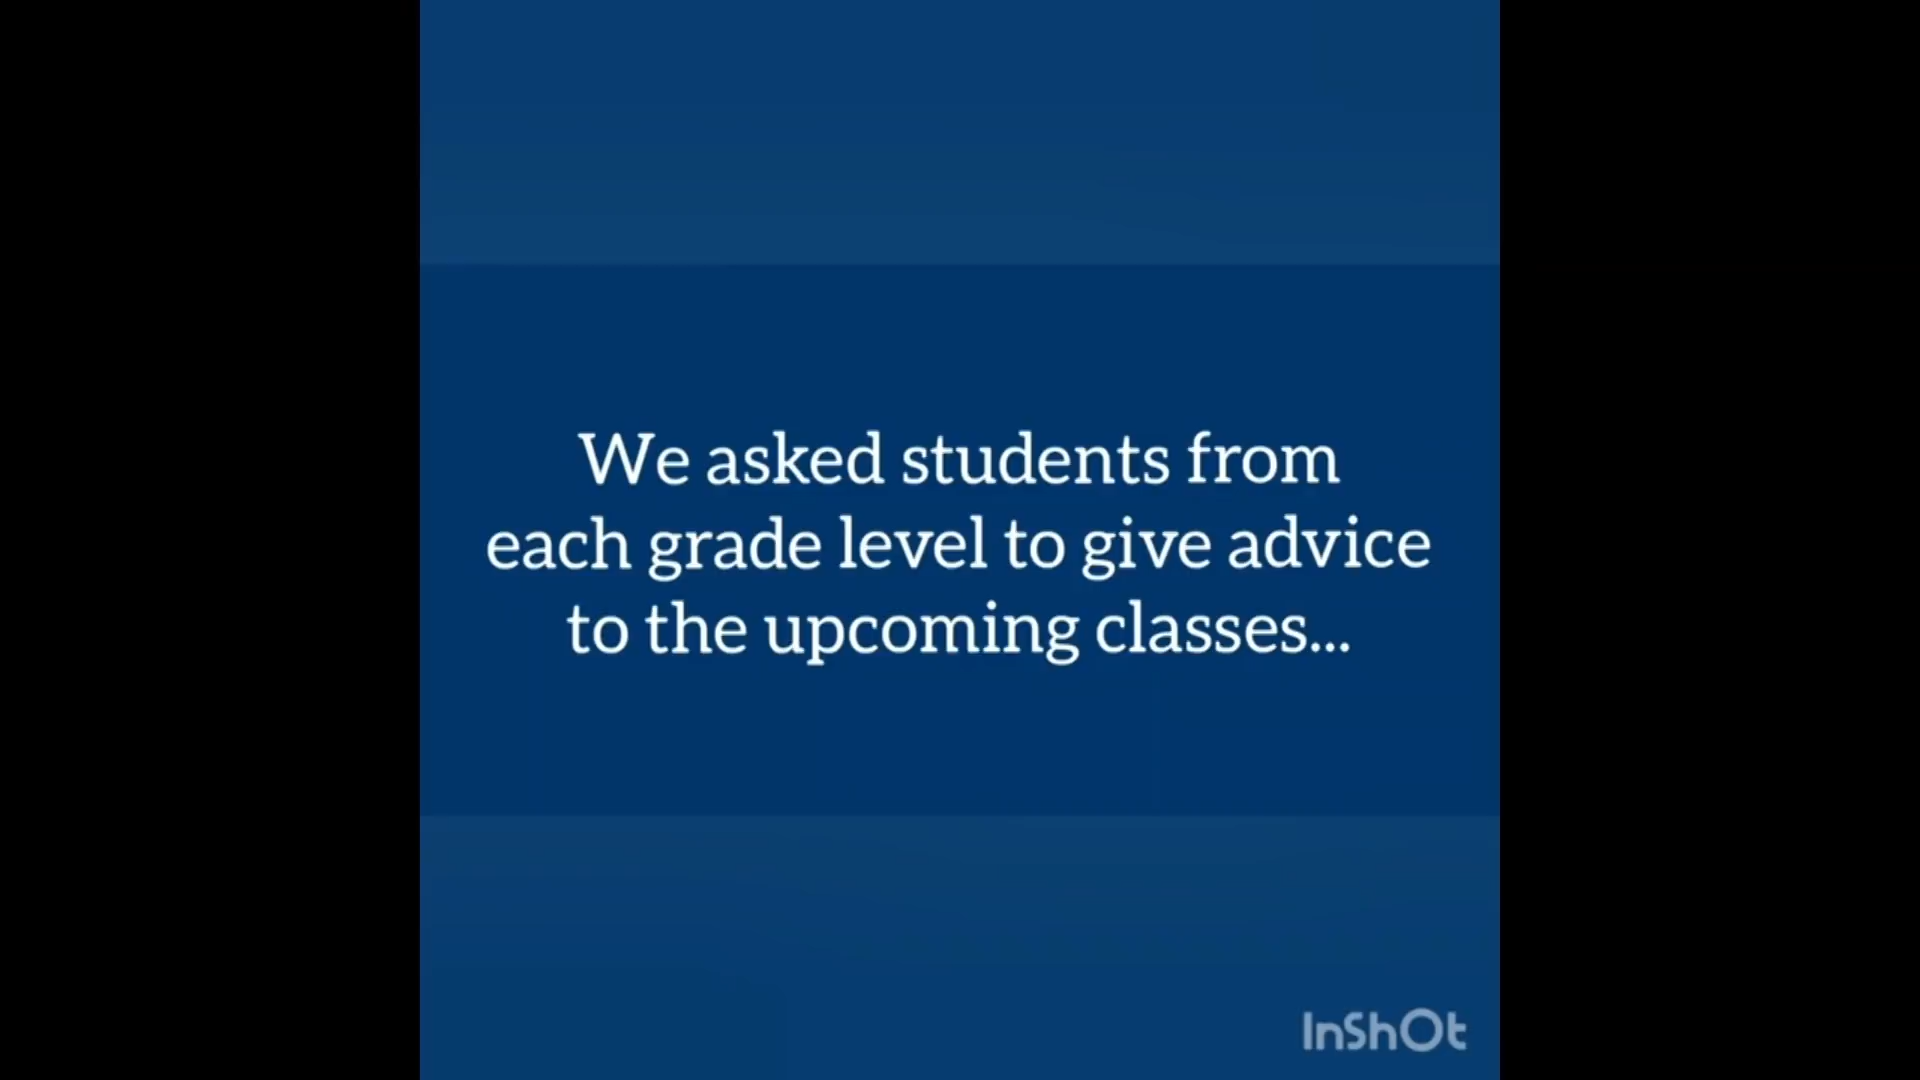 We asked students from
each grade level to give advice
to the upcoming classes...
InShOt